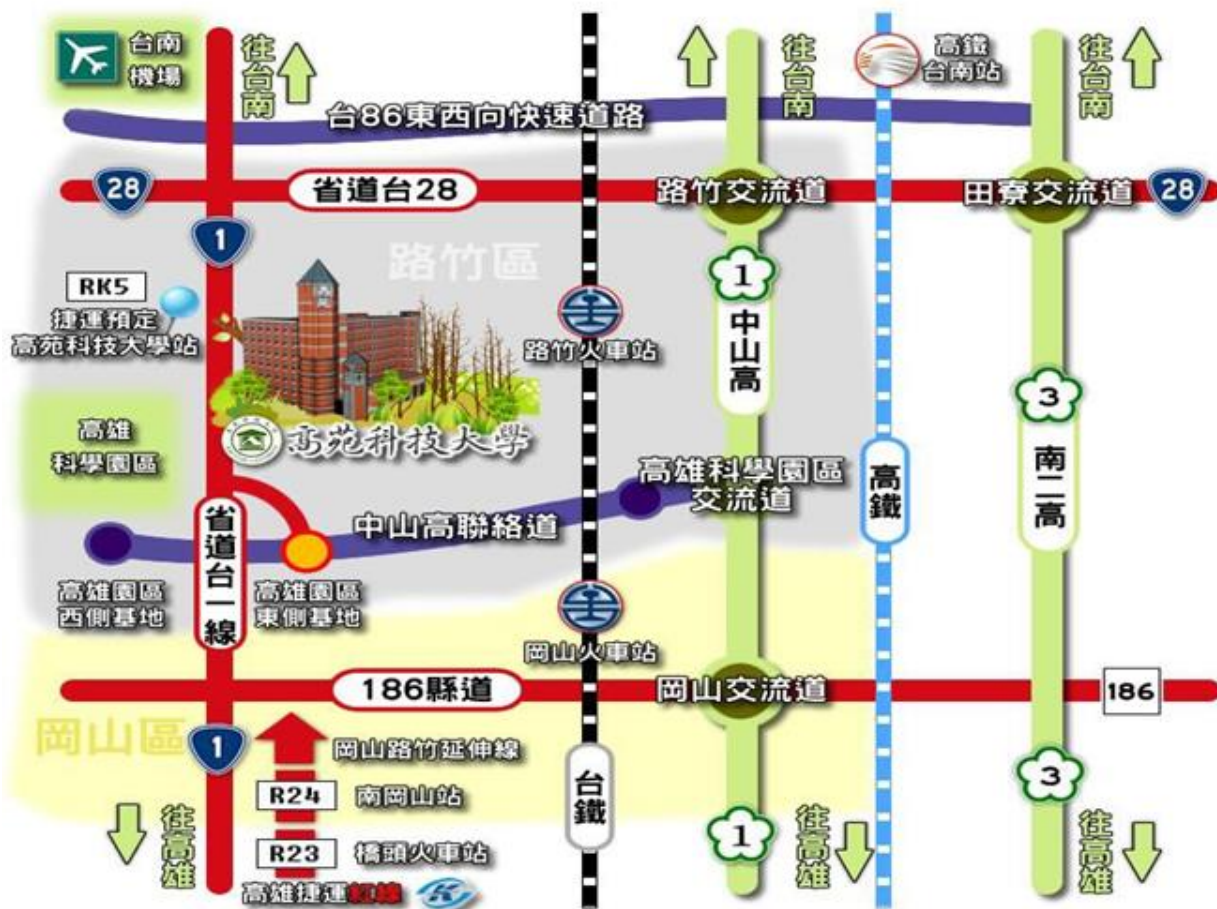 台南
機場
往台南
往台南
高鐵
台南站
往台南
台86東西向快速道路
28
省道台28
路竹交流道
田寮交流道
28
1
路竹區
RK5
捷運預定
高苑科技大學站
1
中山高
路竹火車站
3
南二高
高苑科技大學
高雄
科學園區
高雄科學園區
交流道
高鐵
省道台一線
中山高聯絡道
高雄園區
西側基地
高雄園區
東側基地
岡山火車站
186縣道
岡山交流道
186
岡山區
1
岡山路竹延伸線
R24
南岡山站
台鐵
3
1
往高雄
R23
橋頭火車站
往高雄
往高雄
高雄捷運紅線